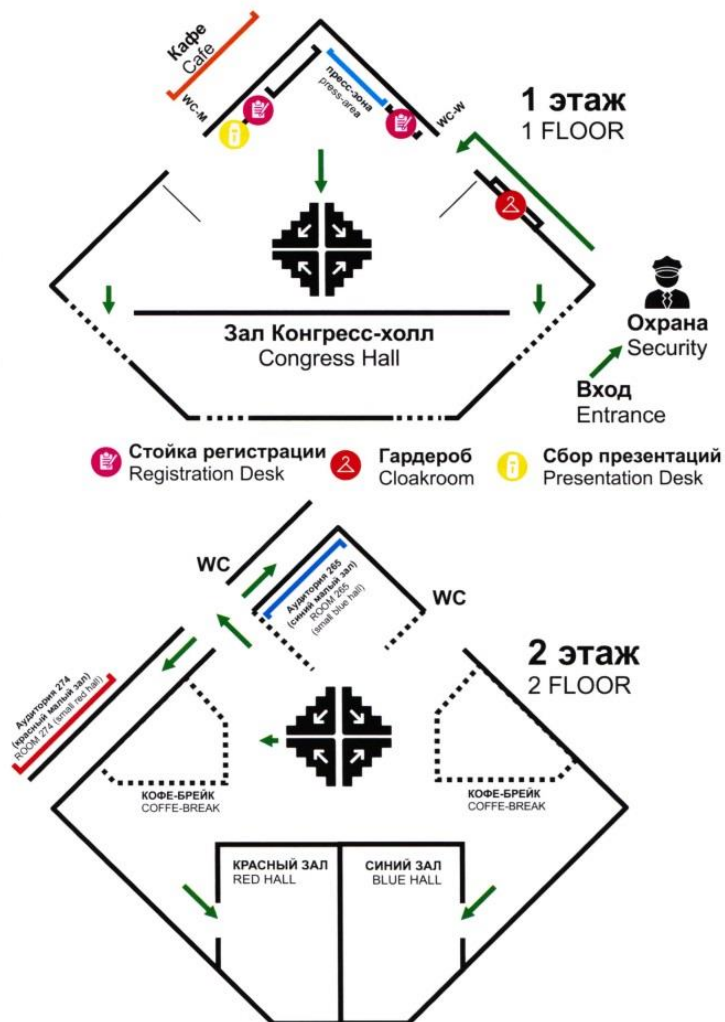 Кафе
Cafe
WC-M
пресс-зона
press-area
WC-W
1 этаж
1 FLOOR
Охрана
Security
Вход
Entrance
Зал Конгресс-холл
Congress Hall
Стойка регистрации
Registration Desk
Гардероб
Cloakroom
Сбор презентаций
Presentation Desk
WC
Аудитория 265
(синий малый зал)
ROOM 265
(small blue hall)
WC
2 этаж
2 FLOOR
Аудитория 274
(красный малый зал)
ROOM 274 (small red hall)
КОФЕ-БРЕЙК
COFFE-BREAK
КОФЕ-БРЕЙК
COFFE-BREAK
КРАСНЫЙ ЗАЛ
RED HALL
СИНИЙ ЗАЛ
BLUE HALL